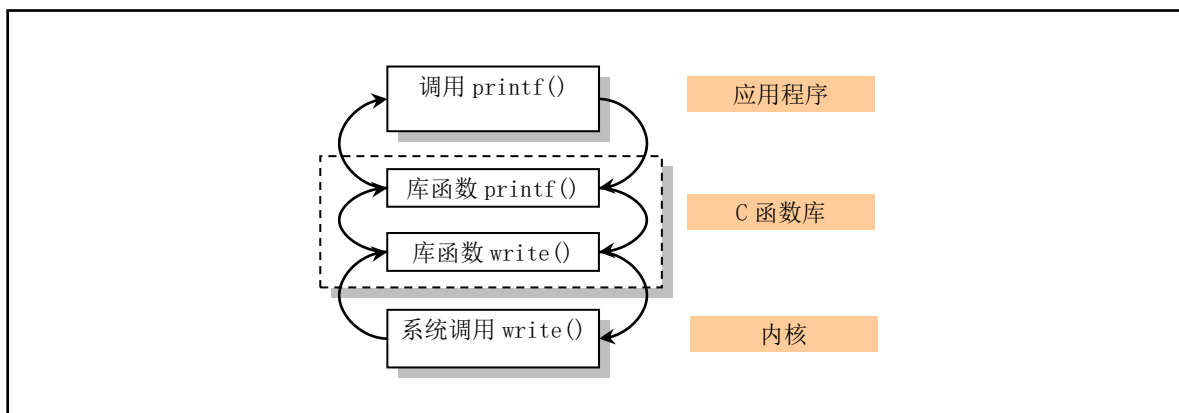 调用 printf()
应用程序
库函数 printf()
C 函数库
库函数 write()
系统调用 write()
内核